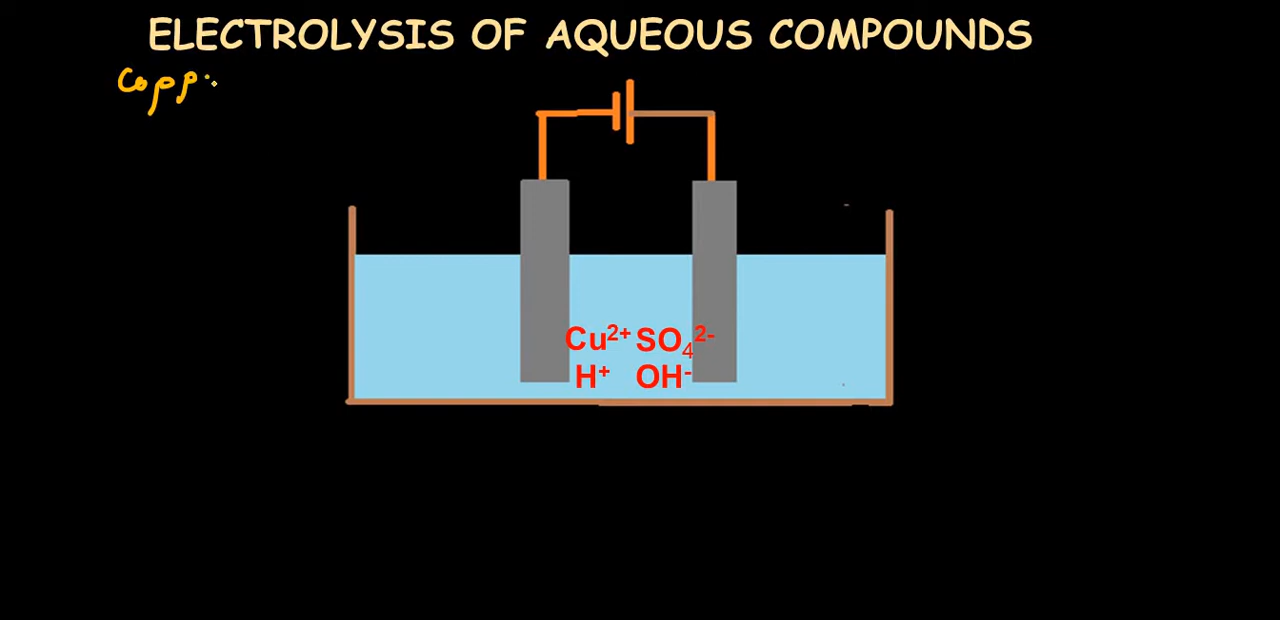 ELECTROLYSIS OF AQUEOUS COMPOUNDS
Copp
Cu²⁺ SO₄²⁻
H⁺ OH⁻